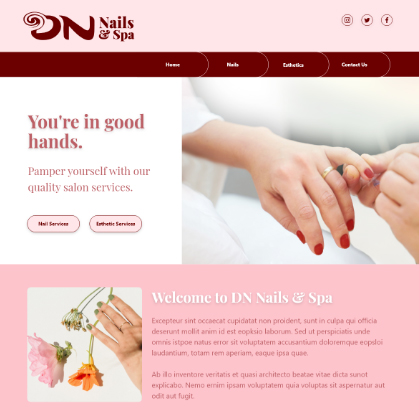 DN Nails
& Spa
Home
Nails
Esthetics
Contact Us
You're in good
hands.
Pamper yourself with our
quality salon services.
Nail Services
Esthetic Services
Welcome to DN Nails & Spa
Excepteur sint occaecat cupidatat non proident, sunt in culpa qui officia
deserunt mollit anim id est eopksio laborum. Sed ut perspiciatis unde
omnis istpoe natus error sit voluptatem accusantium doloremque eopsloi
laudantium, totam rem aperiam, eaque ipsa quae.
Ab illo inventore veritatis et quasi architecto beatae vitae dicta sunot
explicabo. Nemo ernim ipsam voluptatem quia voluptas sit aspernatur aut
odit aut fugit.